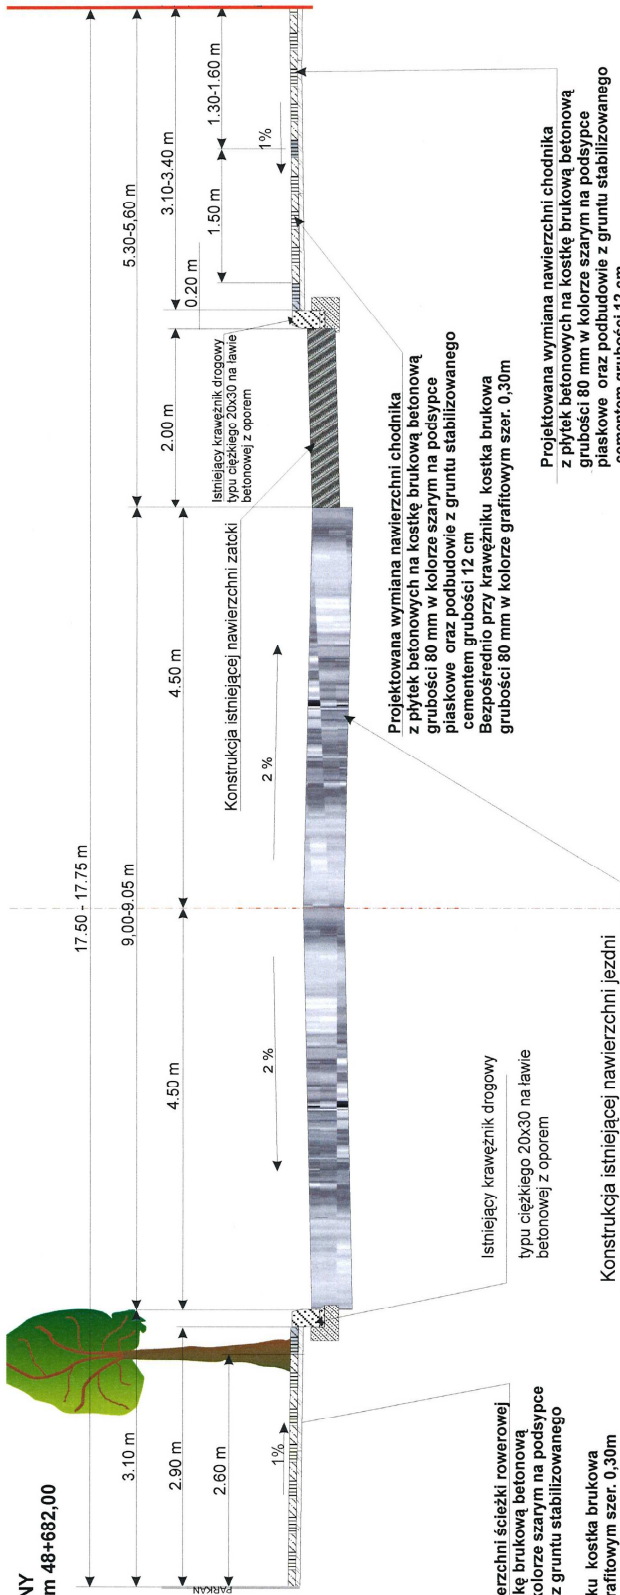 NY
m 48+682,00
17.50 - 17.75 m
9,00-9.05 m
5.30-5,60 m
3.10 m
4.50 m
4.50 m
2.00 m
0.20 m
3.10-3.40 m
2.90 m
1.50 m
1.30-1.60 m
2.60 m
1%
2 %
2 %
1%
PARKAN
Istniejący krawężnik drogowy
typu ciężkiego 20x30 na ławie
betonowej z oporem
Konstrukcja istniejącej nawierzchni zatoki
Projektowana wymiana nawierzchni chodnika
z płytek betonowych na kostkę brukową betonową
grubości 80 mm w kolorze szarym na podsypce
piaskowe oraz podbudowie z gruntu stabilizowanego
cementem grubości 12 cm
Bezpośrednio przy krawężniku kostka brukowa
grubości 80 mm w kolorze grafitowym szer. 0,30m
Projektowana wymiana nawierzchni chodnika
z płytek betonowych na kostkę brukową betonową
grubości 80 mm w kolorze szarym na podsypce
piaskowe oraz podbudowie z gruntu stabilizowanego
cementem grubości 12 cm
Istniejący krawężnik drogowy
typu ciężkiego 20x30 na ławie
betonowej z oporem
Konstrukcja istniejącej nawierzchni jezdni
erzchni ścieżki rowerowej
kę brukową betonową
kolorze szarym na podsypce
z gruntu stabilizowanego
ku kostka brukowa
rafitowym szer. 0,30m